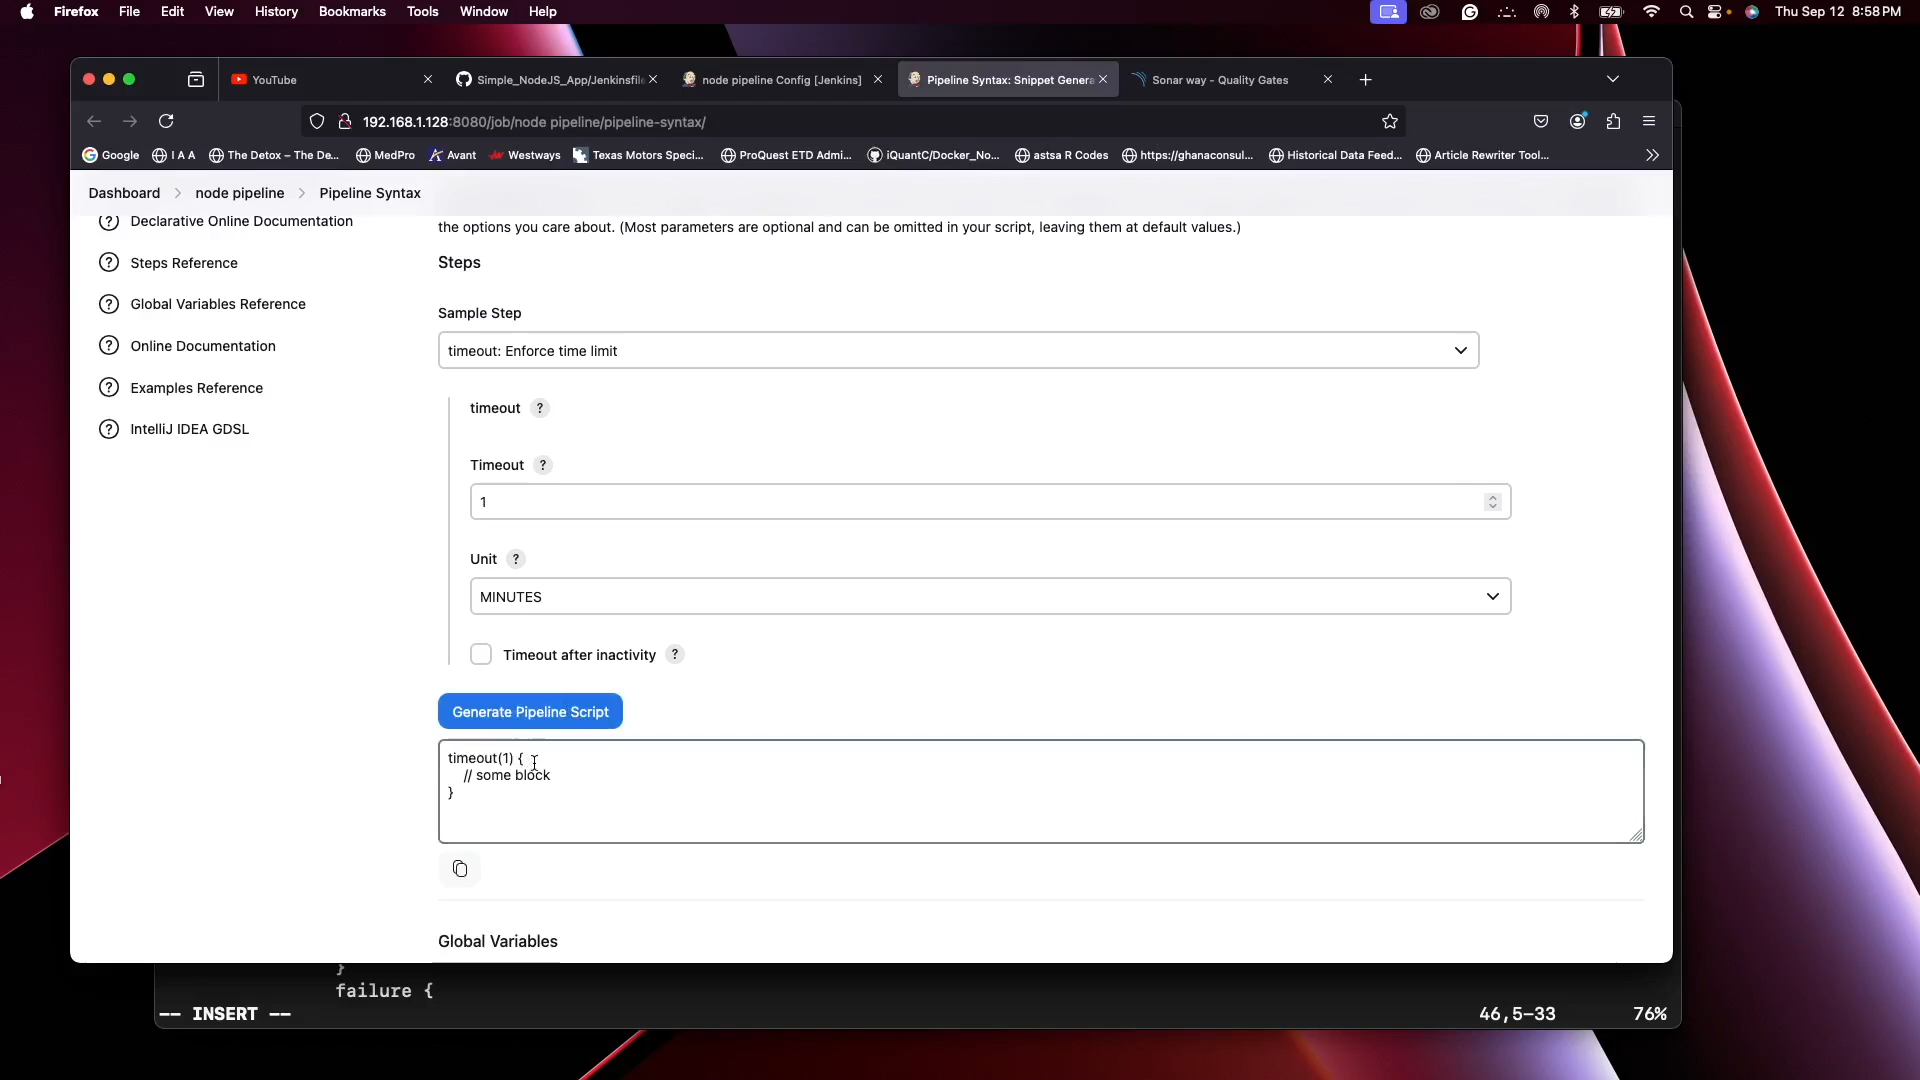 Firefox File Edit View History Bookmarks Tools Window Help Thu Sep 12 8:58 PM
YouTube Simple_NodeJS_App/Jenkinsfile node pipeline Config [Jenkins] Pipeline Syntax: Snippet Genera Sonar way - Quality Gates
192.168.1.128:8080/job/node pipeline/pipeline-syntax/
Google I A A The Detox – The De... MedPro Avant Westways Texas Motors Speci... ProQuest ETD Admi... iQuantC/Docker_No... astsa R Codes https://ghanaconsul... Historical Data Feed... Article Rewriter Tool...
Dashboard > node pipeline > Pipeline Syntax
Declarative Online Documentation
Steps Reference
Global Variables Reference
Online Documentation
Examples Reference
IntelliJ IDEA GDSL
the options you care about. (Most parameters are optional and can be omitted in your script, leaving them at default values.)
Steps
Sample Step
timeout: Enforce time limit
timeout ?
Timeout ?
1
Unit ?
MINUTES
Timeout after inactivity ?
Generate Pipeline Script
timeout(1) {
// some block
}
Global Variables
}
failure {
-- INSERT -- 46,5-33 76%